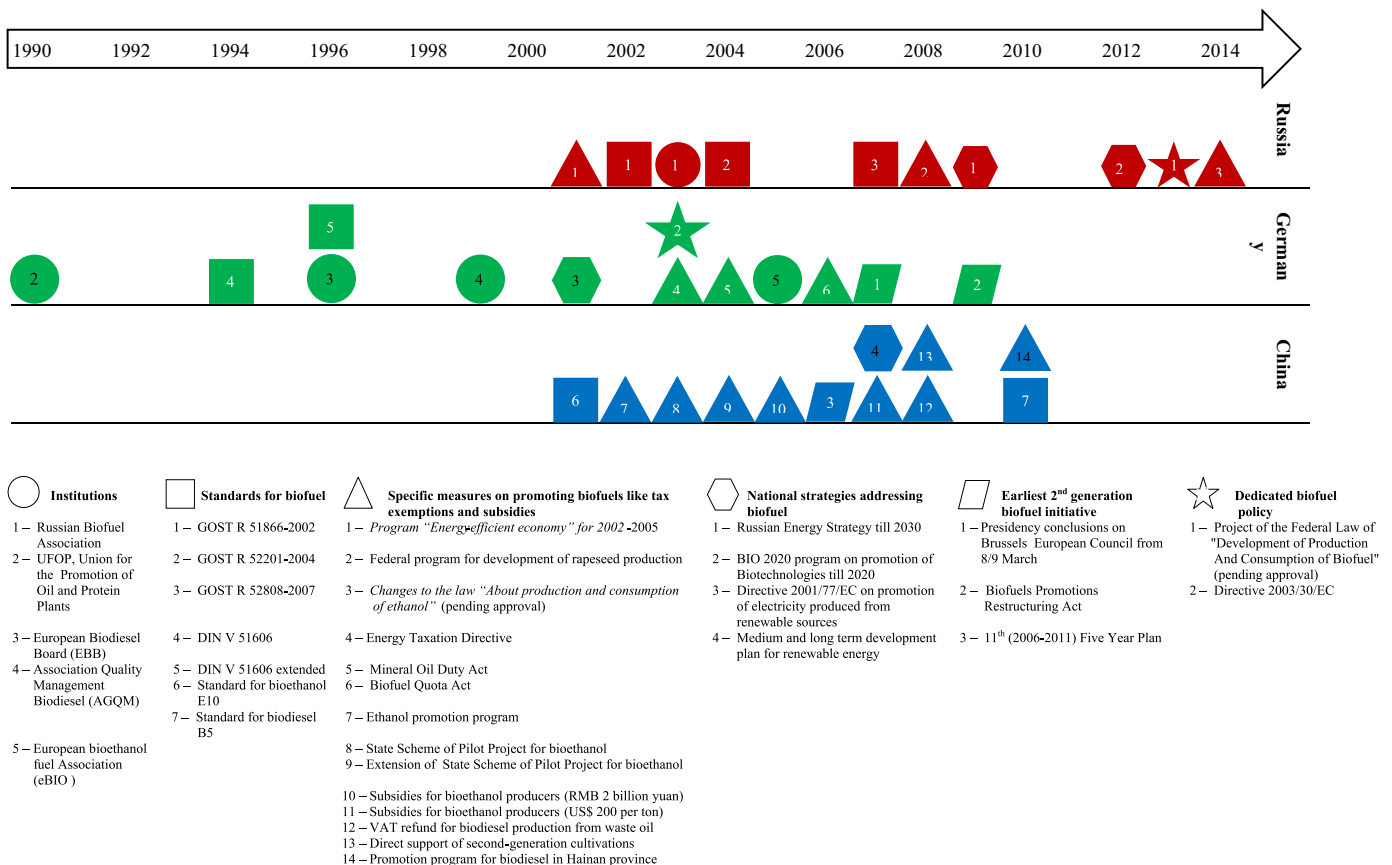 1990 1992 1994 1996 1998 2000 2002 2004 2006 2008 2010 2012 2014
Russia
1 1 1 2 3 2 1 2 1 3
German
y
5 2
2 4 3 4 3 4 5 5 6 1 2
China
4 13 14
6 7 8 9 10 3 11 12 7
Institutions
1 – Russian Biofuel
Association
2 – UFOP, Union for
the Promotion of
Oil and Protein
Plants
3 – European Biodiesel
Board (EBB)
4 – Association Quality
Management
Biodiesel (AGQM)
5 – European bioethanol
fuel Association
(eBIO )
Standards for biofuel
1 – GOST R 51866-2002
2 – GOST R 52201-2004
3 – GOST R 52808-2007
4 – DIN V 51606
5 – DIN V 51606 extended
6 – Standard for bioethanol
E10
7 – Standard for biodiesel
B5
Specific measures on promoting biofuels like tax
exemptions and subsidies
1 – Program “Energy-efficient economy” for 2002-2005
2 – Federal program for development of rapeseed production
3 – Changes to the law “About production and consumption
of ethanol” (pending approval)
4 – Energy Taxation Directive
5 – Mineral Oil Duty Act
6 – Biofuel Quota Act
7 – Ethanol promotion program
8 – State Scheme of Pilot Project for bioethanol
9 – Extension of State Scheme of Pilot Project for bioethanol
10 – Subsidies for bioethanol producers (RMB 2 billion yuan)
11 – Subsidies for bioethanol producers (US$ 200 per ton)
12 – VAT refund for biodiesel production from waste oil
13 – Direct support of second-generation cultivations
14 – Promotion program for biodiesel in Hainan province
National strategies addressing
biofuel
1 – Russian Energy Strategy till 2030
2 – BIO 2020 program on promotion of
Biotechnologies till 2020
3 – Directive 2001/77/EC on promotion
of electricity produced from
renewable sources
4 – Medium and long term development
plan for renewable energy
Earliest 2nd generation
biofuel initiative
1 – Presidency conclusions on
Brussels European Council from
8/9 March
2 – Biofuels Promotions
Restructuring Act
3 – 11th (2006-2011) Five Year Plan
Dedicated biofuel
policy
1 – Project of the Federal Law of
"Development of Production
And Consumption of Biofuel"
(pending approval)
2 – Directive 2003/30/EC